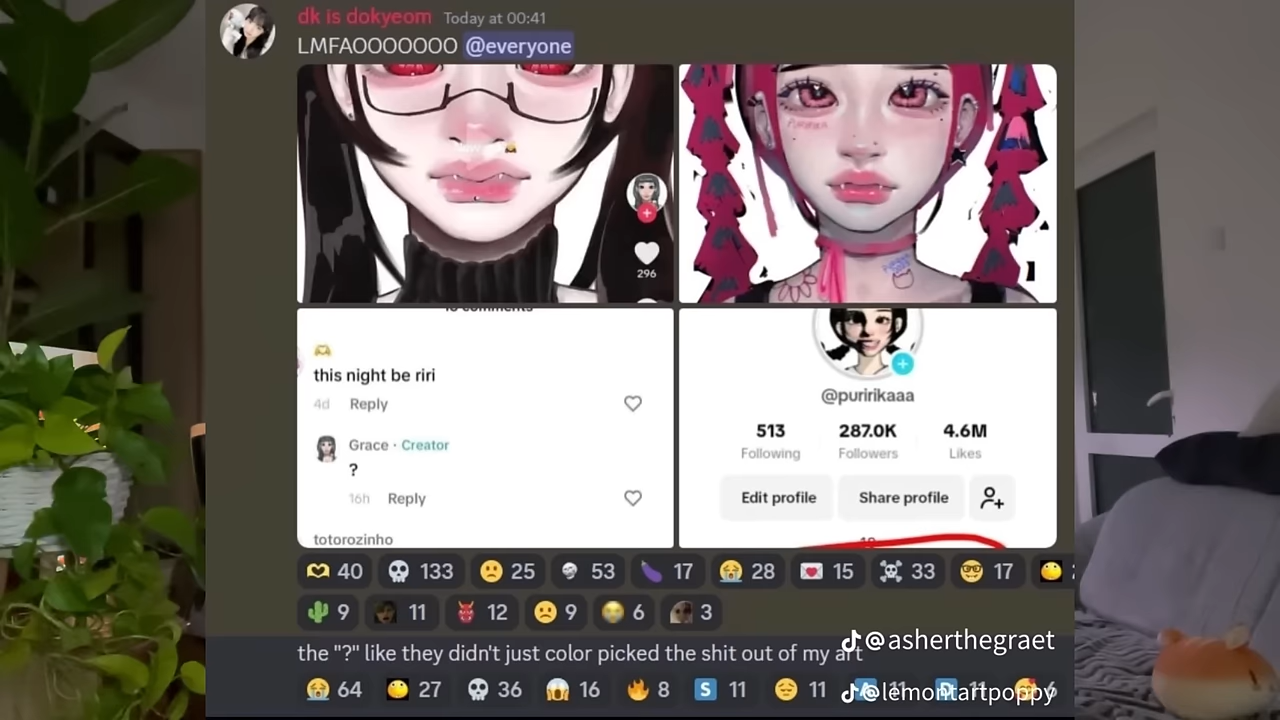 dk is dokyeom Today at 00:41
LMFAOOOOOOO @everyone
296
this night be riri
4d Reply
Grace · Creator
?
16h Reply
totorozinho
@puririkaaa
513 287.0K 4.6M
Following Followers Likes
Edit profile Share profile
40 133 25 53 17 28 15 33 17
9 11 12 9 6 3
@asherthegraet
the "?" like they didn't just color picked the shit out of my art
64 27 36 16 8 S 11 11
@lemontartpoppy